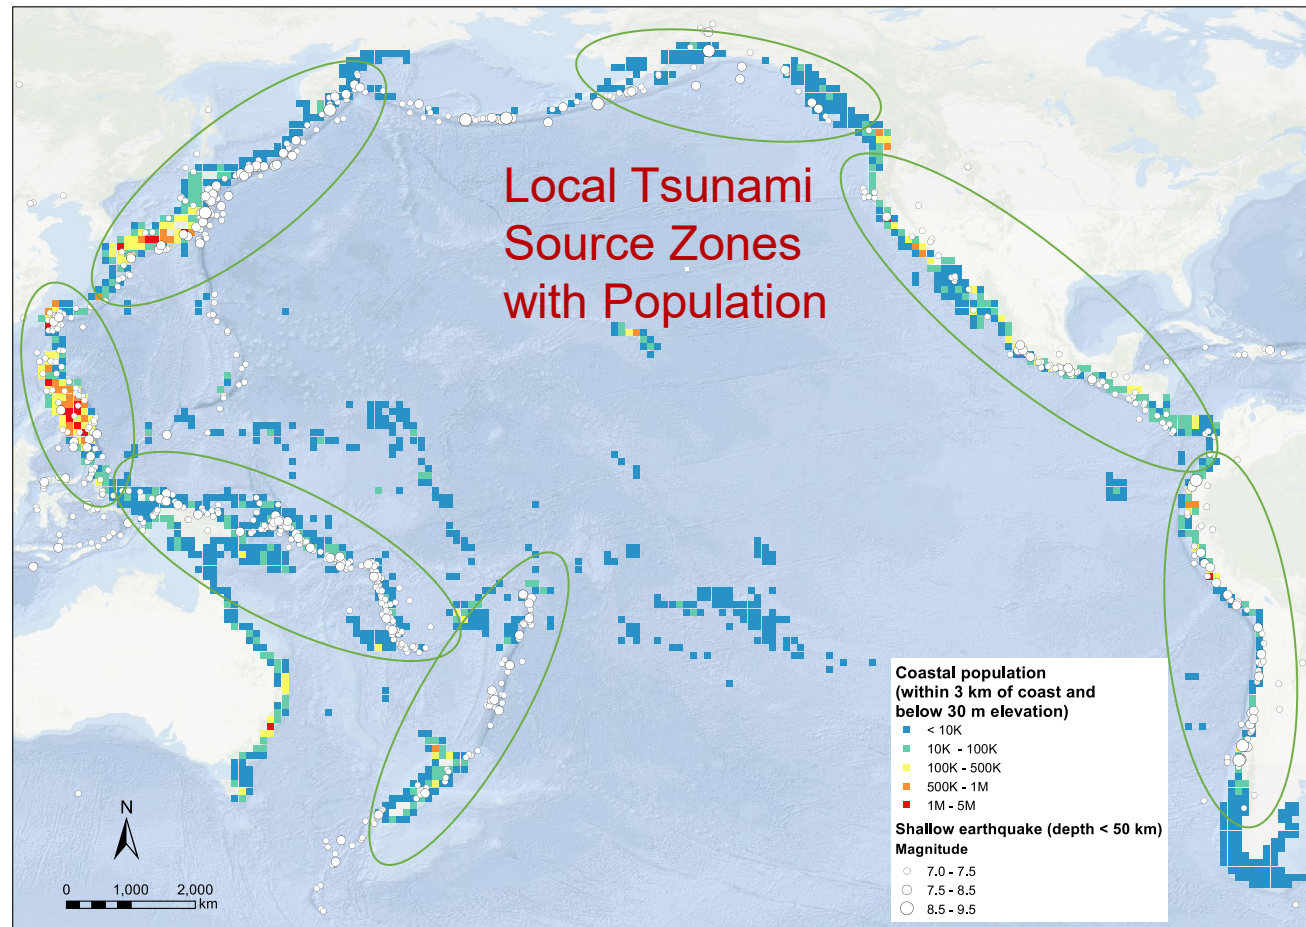 Local Tsunami
Source Zones
with Population
Coastal population
(within 3 km of coast and
below 30 m elevation)
< 10K
10K - 100K
100K - 500K
500K - 1M
1M - 5M
Shallow earthquake (depth < 50 km)
Magnitude
7.0 - 7.5
7.5 - 8.5
8.5 - 9.5
N
0 1,000 2,000
km